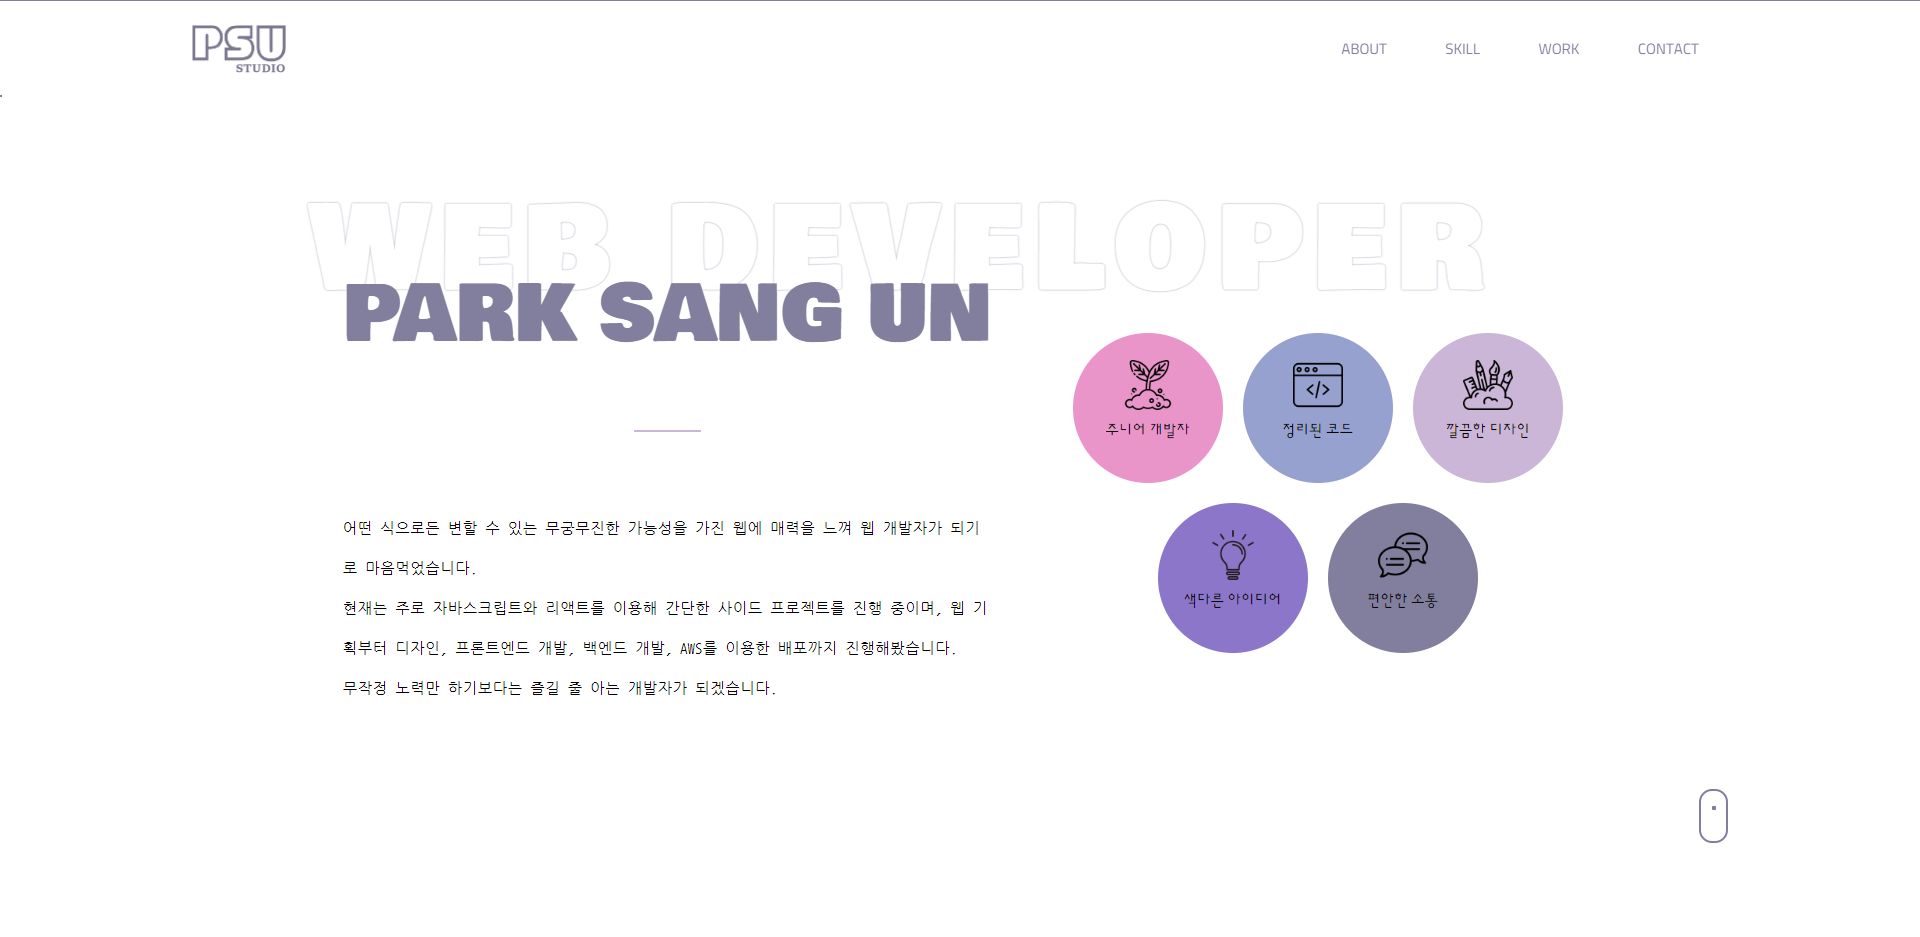 PSU
STUDIO
ABOUT
SKILL
WORK
CONTACT
WEB DEVELOPER
PARK SANG UN
주니어 개발자
정리된 코드
깔끔한 디자인
색다른 아이디어
편안한 소통
어떤 식으로든 변할 수 있는 무궁무진한 가능성을 가진 웹에 매력을 느껴 웹 개발자가 되기
로 마음먹었습니다.
현재는 주로 자바스크립트와 리액트를 이용해 간단한 사이드 프로젝트를 진행 중이며, 웹 기
획부터 디자인, 프론트엔드 개발, 백엔드 개발, AWS를 이용한 배포까지 진행해봤습니다.
무작정 노력만 하기보다는 즐길 줄 아는 개발자가 되겠습니다.